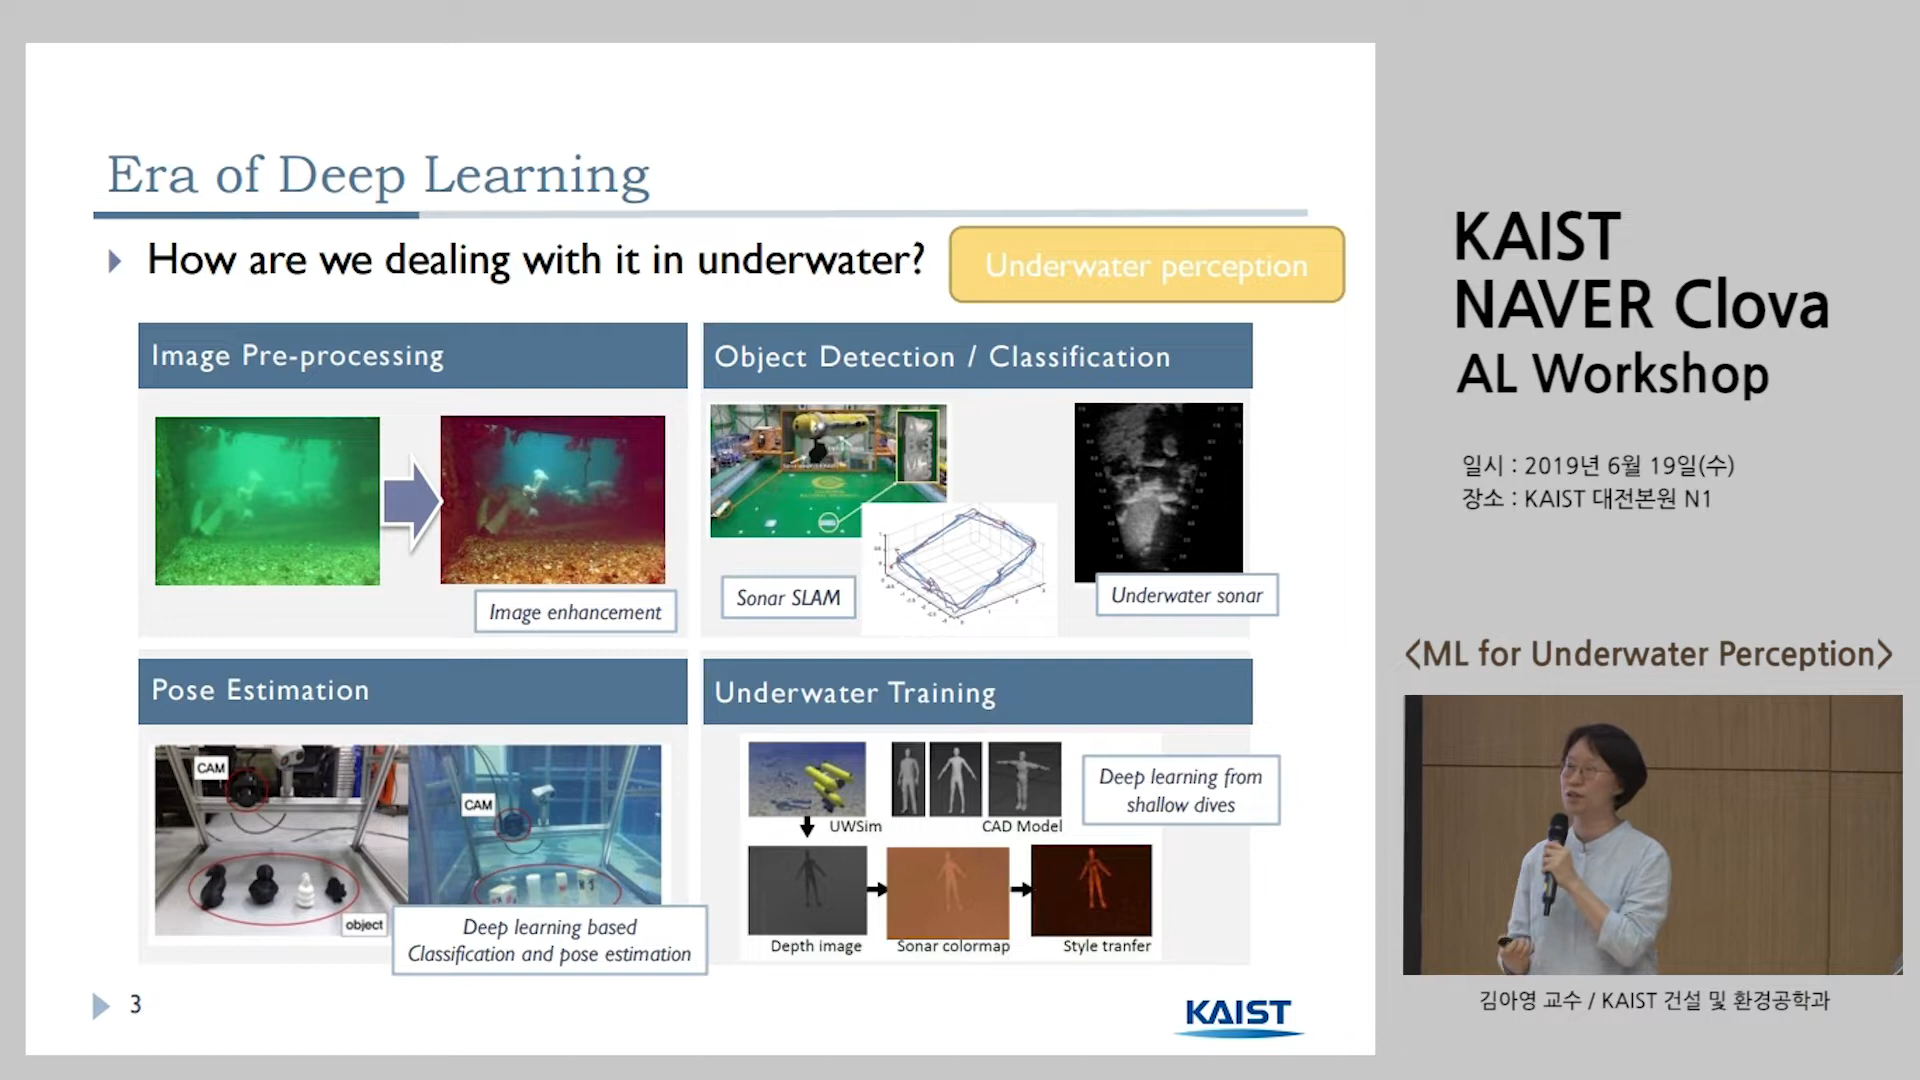 Era of Deep Learning
How are we dealing with it in underwater?
Underwater perception
Image Pre-processing
Image enhancement
Object Detection / Classification
Sonar SLAM
Underwater sonar
Pose Estimation
CAM
CAM
object
Deep learning based
Classification and pose estimation
Underwater Training
UWSim
CAD Model
Deep learning from
shallow dives
Depth image
Sonar colormap
Style tranfer
3
KAIST
KAIST
NAVER Clova
AL Workshop
일시 : 2019년 6월 19일(수)
장소 : KAIST 대전본원 N1
<ML for Underwater Perception>
김아영 교수 / KAIST 건설 및 환경공학과